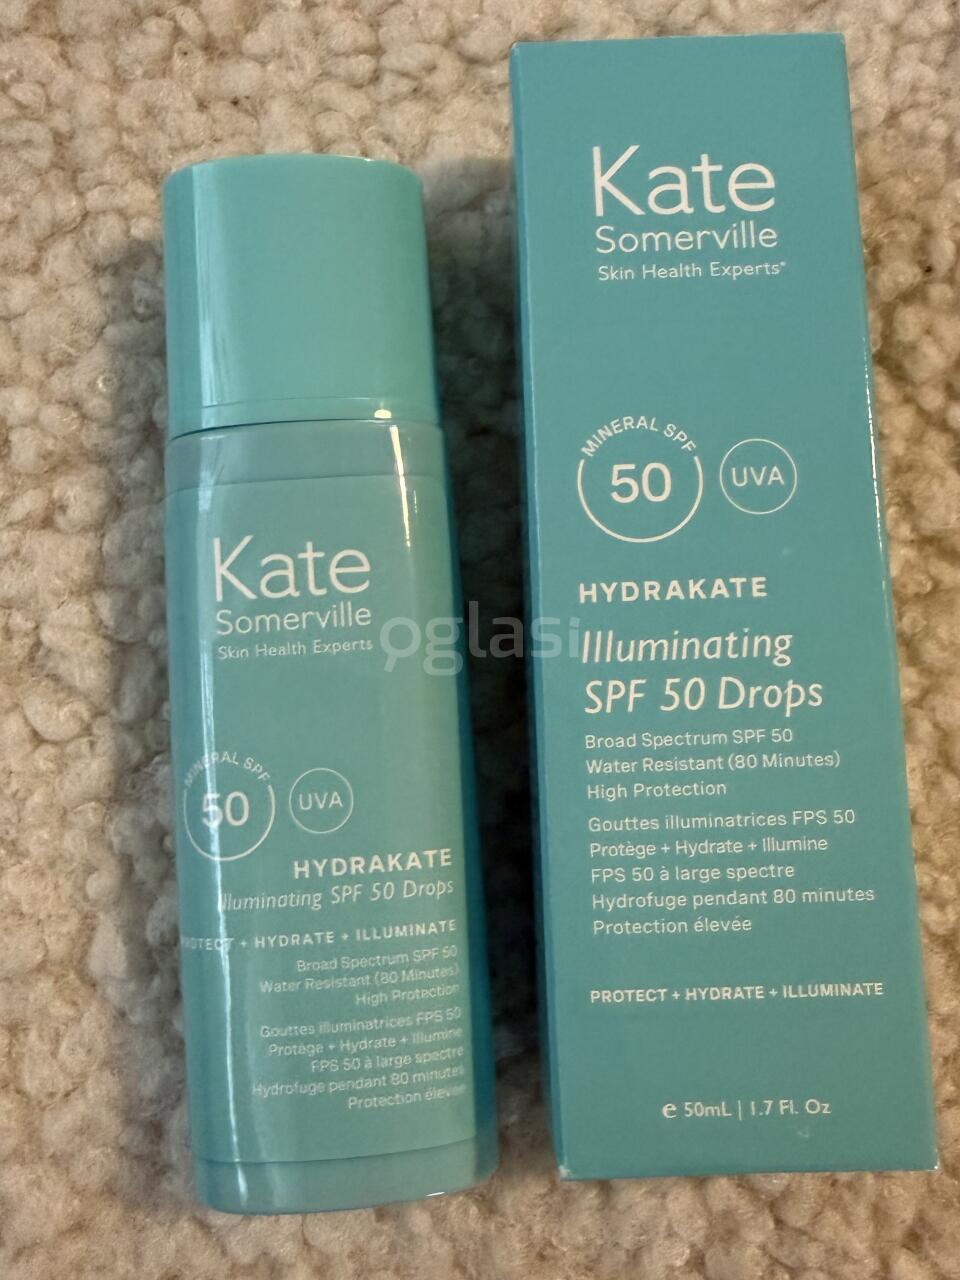 Kate
Somerville
Skin Health Experts
MINERAL SPF
50
UVA
HYDRAKATE
Illuminating SPF 50 Drops
PROTECT + HYDRATE + ILLUMINATE
Broad Spectrum SPF 50
Water Resistant (80 Minutes)
High Protection
Gouttes illuminatrices FPS 50
Protège + Hydrate + Illumine
FPS 50 à large spectre
Hydrofuge pendant 80 minutes
Protection élevée
Kate
Somerville
Skin Health Experts®
MINERAL SPF
50
UVA
HYDRAKATE
Illuminating
SPF 50 Drops
Broad Spectrum SPF 50
Water Resistant (80 Minutes)
High Protection
Gouttes illuminatrices FPS 50
Protège + Hydrate + Illumine
FPS 50 à large spectre
Hydrofuge pendant 80 minutes
Protection élevée
PROTECT + HYDRATE + ILLUMINATE
e 50mL | 1.7 Fl. Oz
oglasi